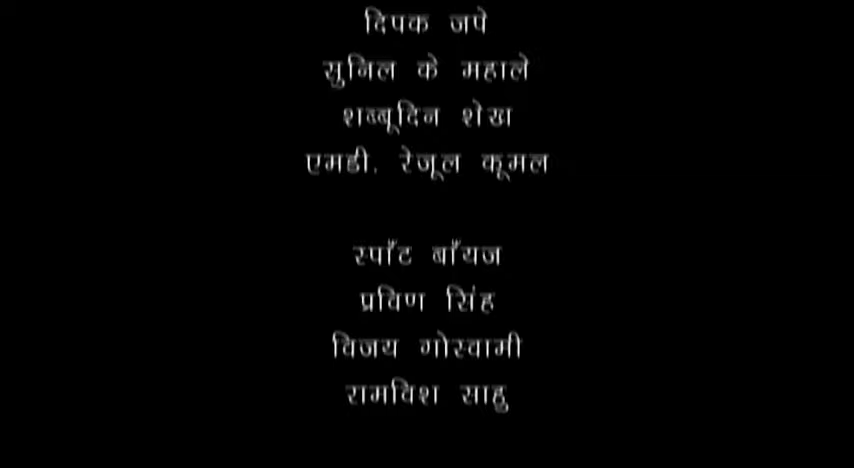 दिपक जपे
सुनिल के महाले
शब्बूदिन शेख
एमडी. रेजूल कूमल
स्पॉट बॉयज
प्रविण सिंह
विजय गोस्वामी
रामविश साहु